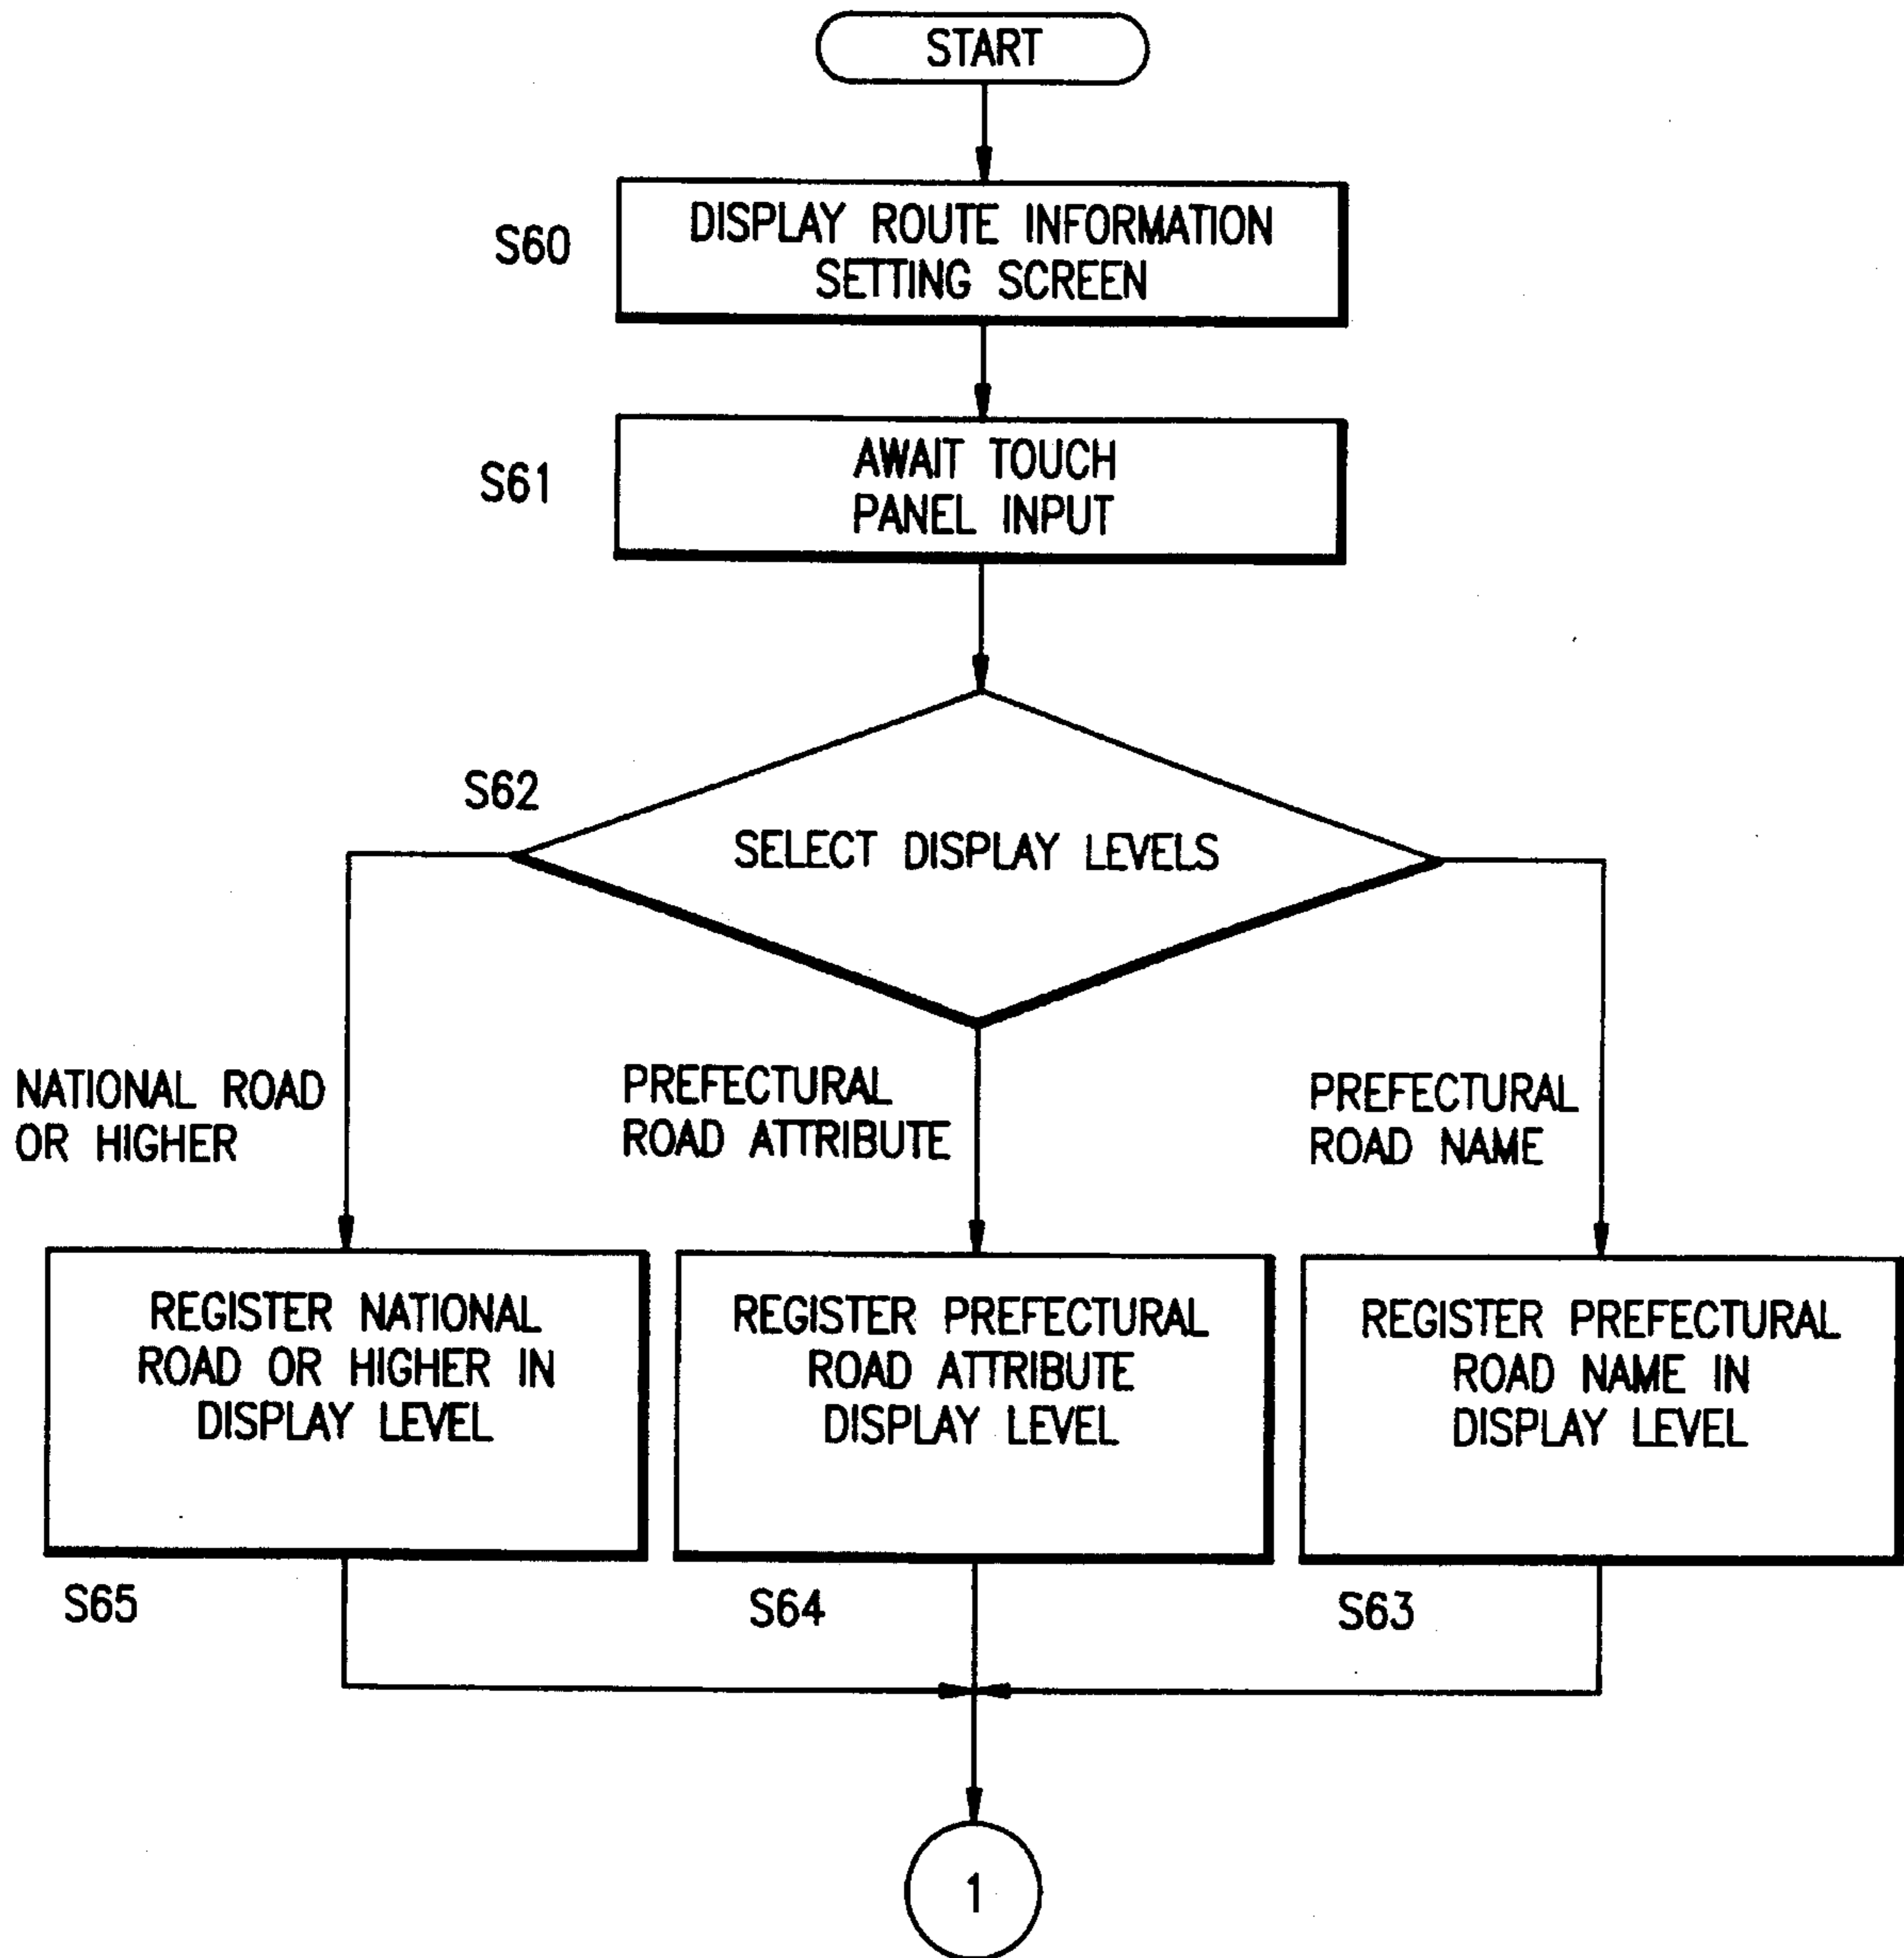 START
S60
DISPLAY ROUTE INFORMATION
SETTING SCREEN
S61
AWAIT TOUCH
PANEL INPUT
S62
SELECT DISPLAY LEVELS
NATIONAL ROAD
OR HIGHER
PREFECTURAL
ROAD ATTRIBUTE
PREFECTURAL
ROAD NAME
REGISTER NATIONAL
ROAD OR HIGHER IN
DISPLAY LEVEL
REGISTER PREFECTURAL
ROAD ATTRIBUTE
DISPLAY LEVEL
REGISTER PREFECTURAL
ROAD NAME IN
DISPLAY LEVEL
S65
S64
S63
1